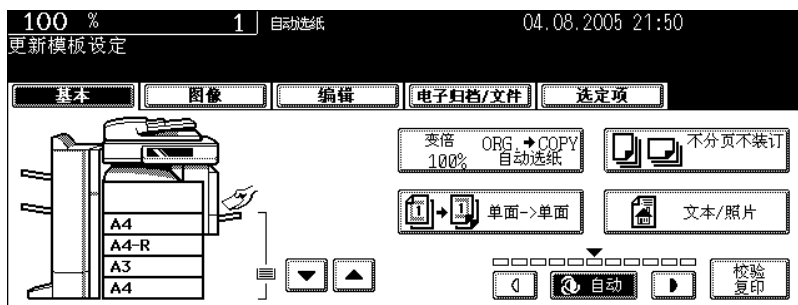 100 % 1 自动选纸 04.08.2005 21:50
更新模板设定
基本 图像 编辑 电子归档/文件 选定项
变倍 ORG.→COPY
100% 自动选纸
不分页不装订
1→1 单面->单面
文本/照片
A4
A4-R
A3
A4
自动
校验
复印